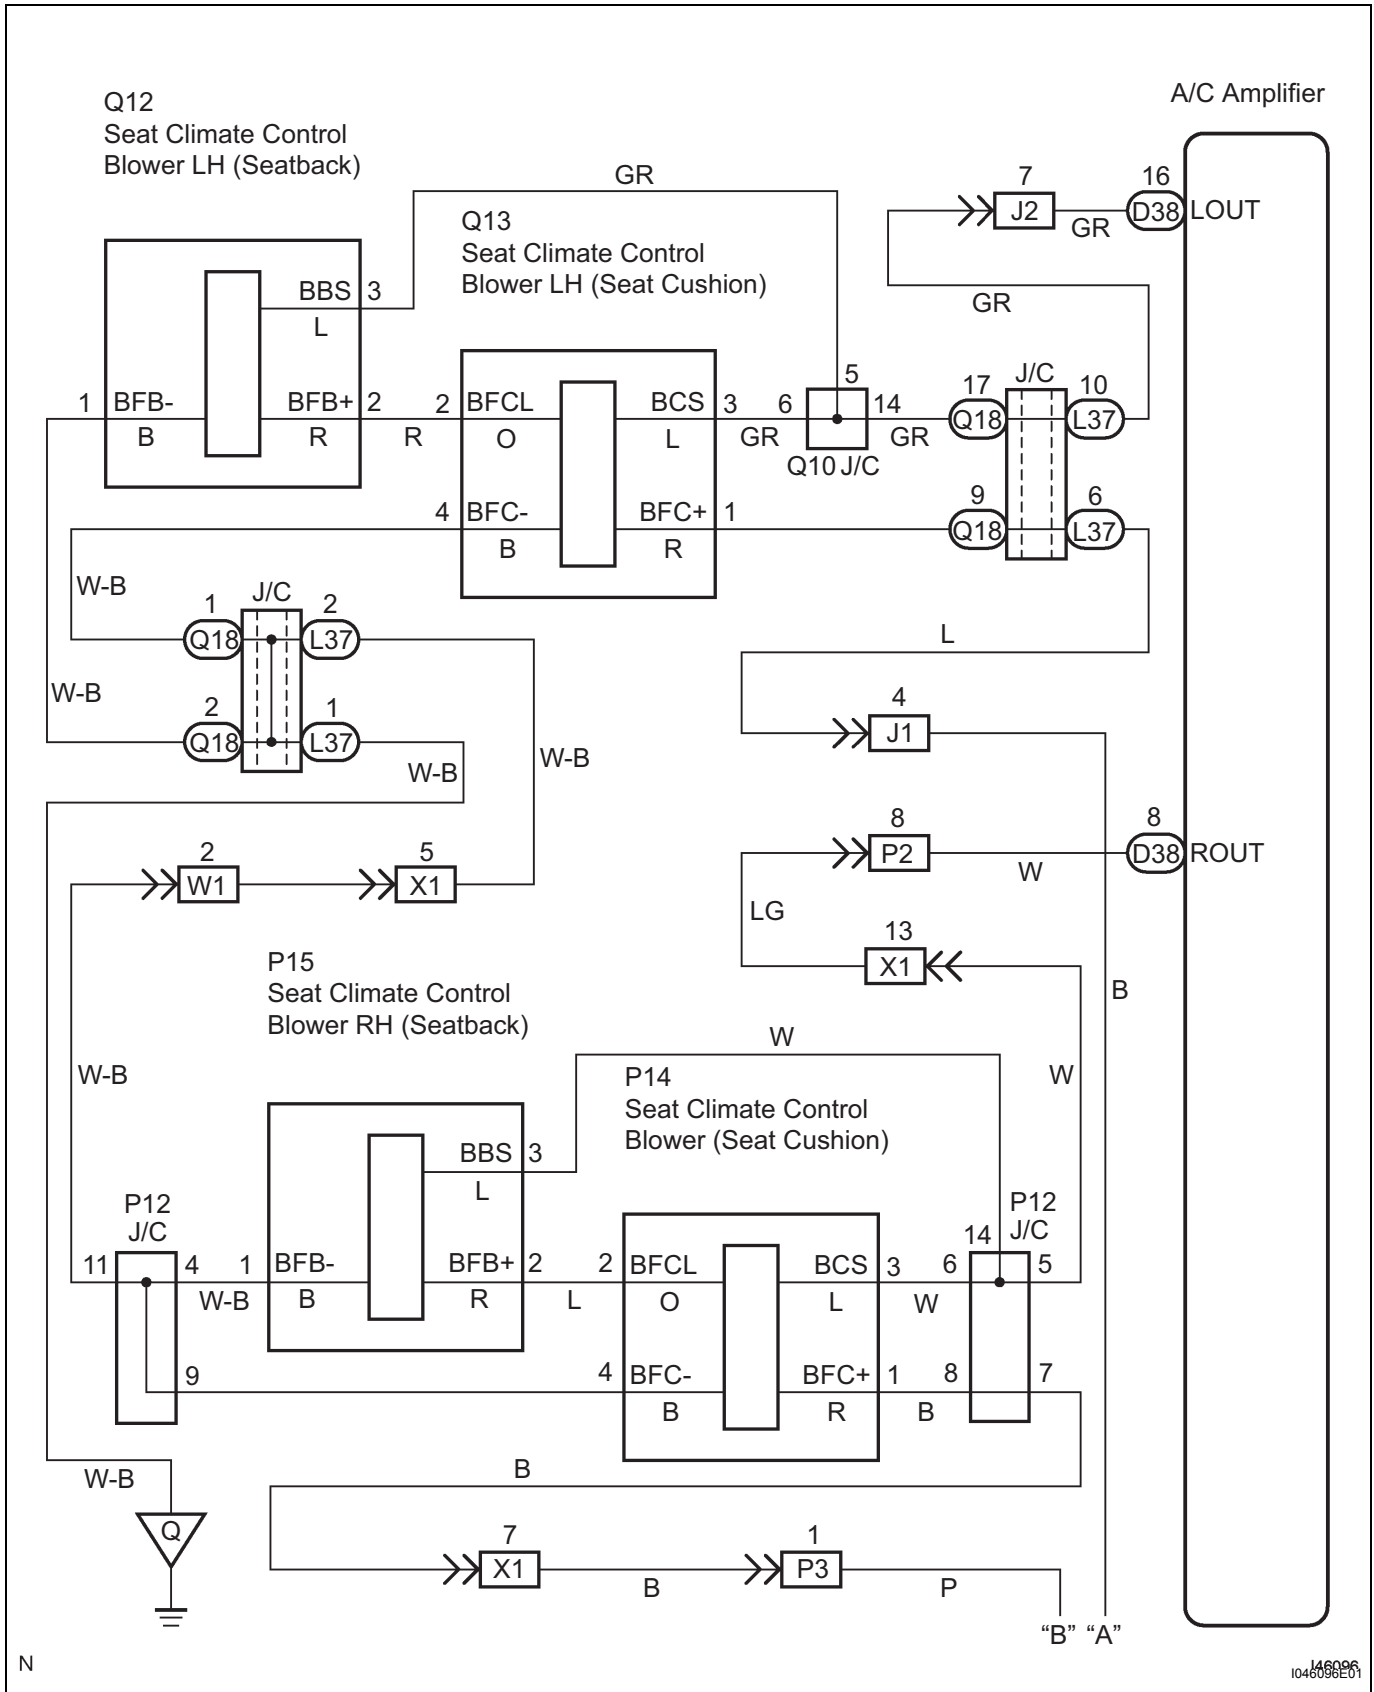 Q12
Seat Climate Control
Blower LH (Seatback)
A/C Amplifier
GR
7
J2
GR
16
D38
LOUT
Q13
Seat Climate Control
Blower LH (Seat Cushion)
BBS 3
L
GR
1 BFB-
B
BFB+ 2
R
R
2 BFCL
O
BCS 3
L
GR
6
5
14
Q10 J/C
GR
17
Q18
J/C
10
L37
4 BFC-
B
BFC+ 1
R
9
Q18
6
L37
W-B
J/C
1
Q18
2
L37
L
W-B
2
Q18
1
L37
W-B
W-B
4
J1
8
P2
W
8
D38
ROUT
2
W1
5
X1
LG
13
X1
B
P15
Seat Climate Control
Blower RH (Seatback)
W
W-B
P14
Seat Climate Control
Blower (Seat Cushion)
W
BBS 3
L
P12
J/C
11
4
W-B
9
1 BFB-
B
BFB+ 2
R
L
2 BFCL
O
BCS 3
L
W
14
P12
J/C
6
5
4 BFC-
B
BFC+ 1
R
B
8
7
W-B
B
Q
7
X1
B
1
P3
P
“B” “A”
N
I46096
I046096E01